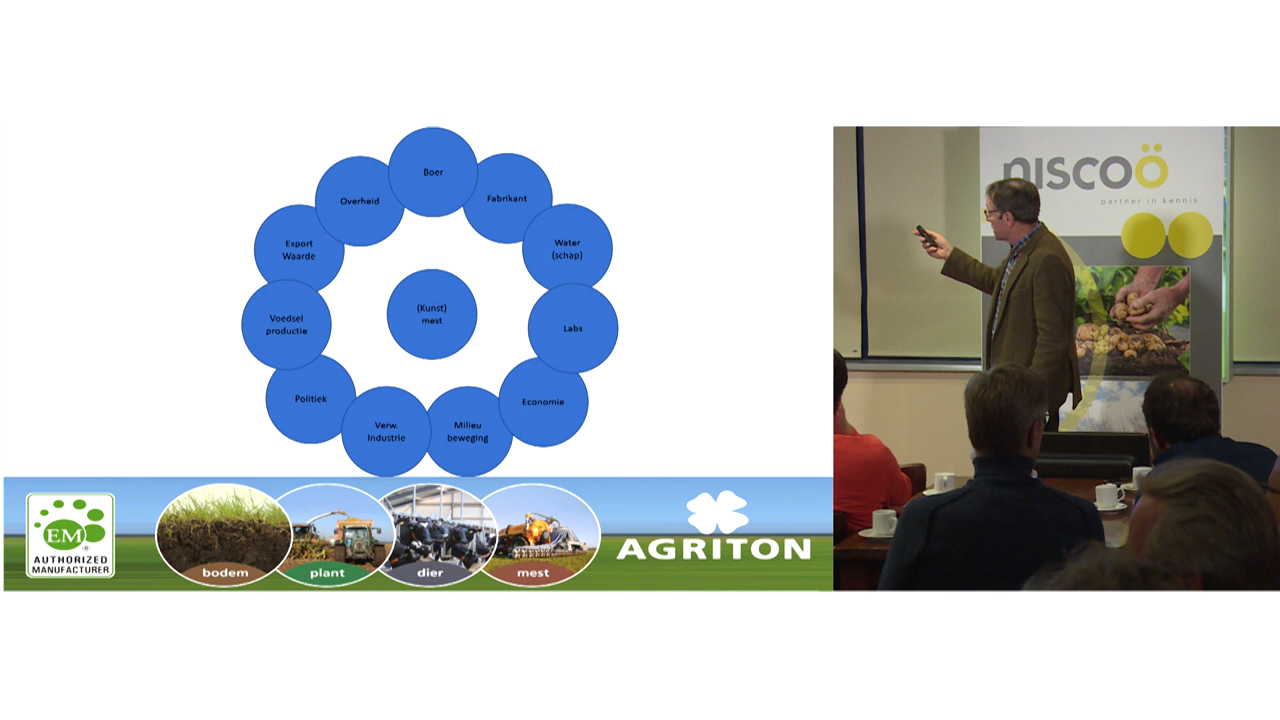 Boer
Overheid
Fabrikant
Export
Waarde
Water
(schap)
(Kunst)
mest
Voedsel
productie
Labs
Politiek
Economie
Verw.
Industrie
Milieu
beweging
EM®
AUTHORIZED
MANUFACTURER
bodem
plant
dier
mest
AGRITON
niscoö
partner in kennis